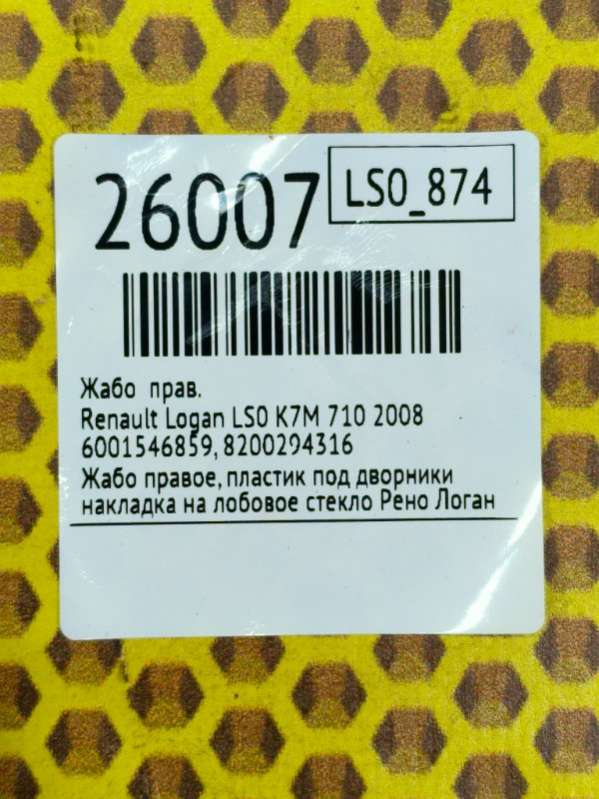 26007
LS0_874
Жабо прав.
Renault Logan LS0 K7M 710 2008
6001546859, 8200294316
Жабо правое, пластик под дворники
накладка на лобовое стекло Рено Логан